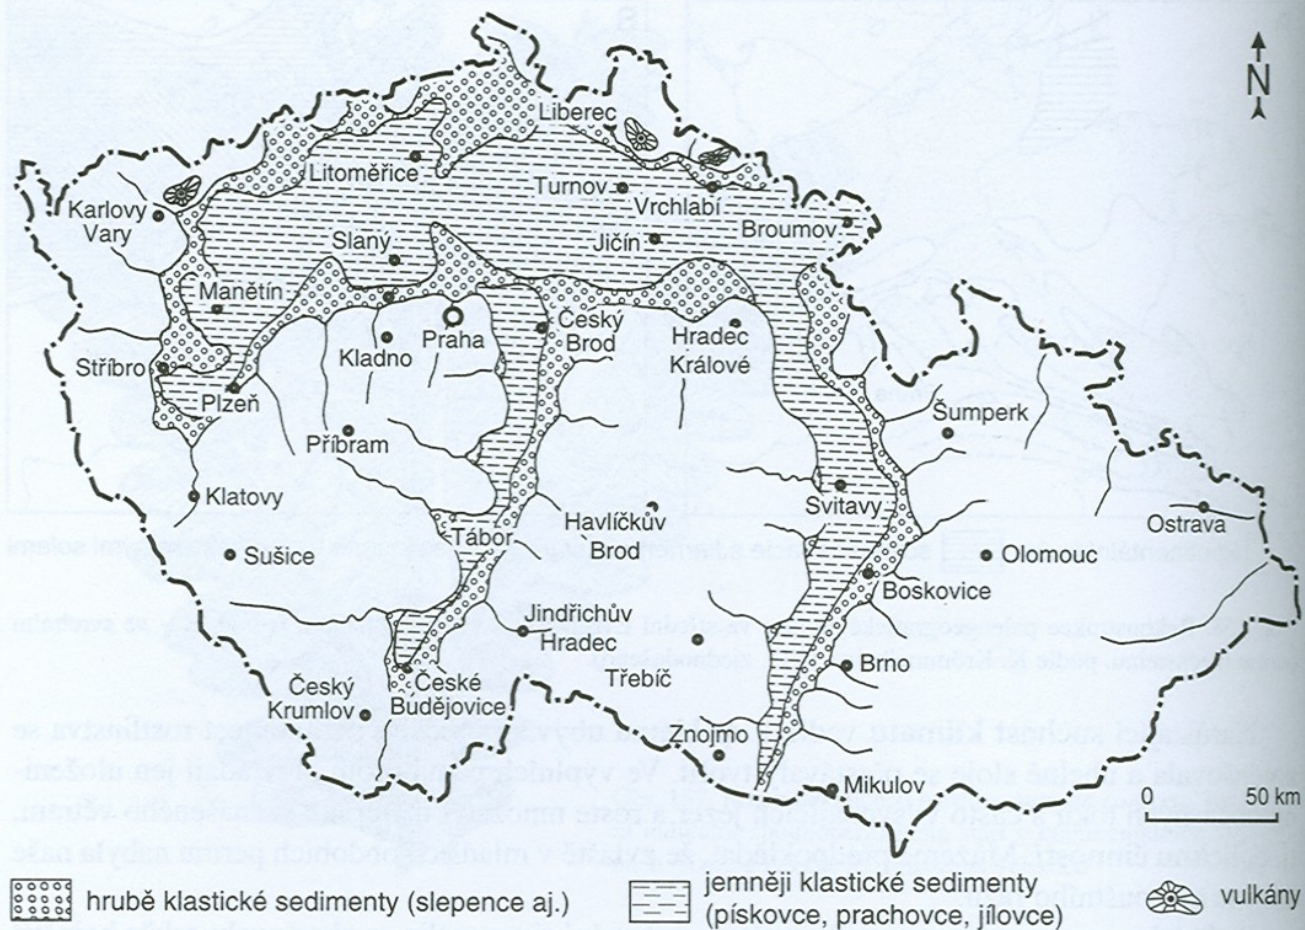 N
Liberec
Litoměřice
Turnov
Vrchlabí
Karlovy
Vary
Slaný
Jičín
Broumov
Manětín
Český
Brod
Hradec
Králové
Praha
Kladno
Stříbro
Plzeň
Šumperk
Příbram
Klatovy
Svitavy
Ostrava
Havlíčkův
Brod
Tábor
Sušice
Olomouc
Boskovice
Jindřichův
Hradec
Třebíč
Brno
Český
Krumlov
České
Budějovice
Znojmo
Mikulov
0 50 km
hrubě klastické sedimenty (slepence aj.)
jemněji klastické sedimenty
(pískovce, prachovce, jílovce)
vulkány